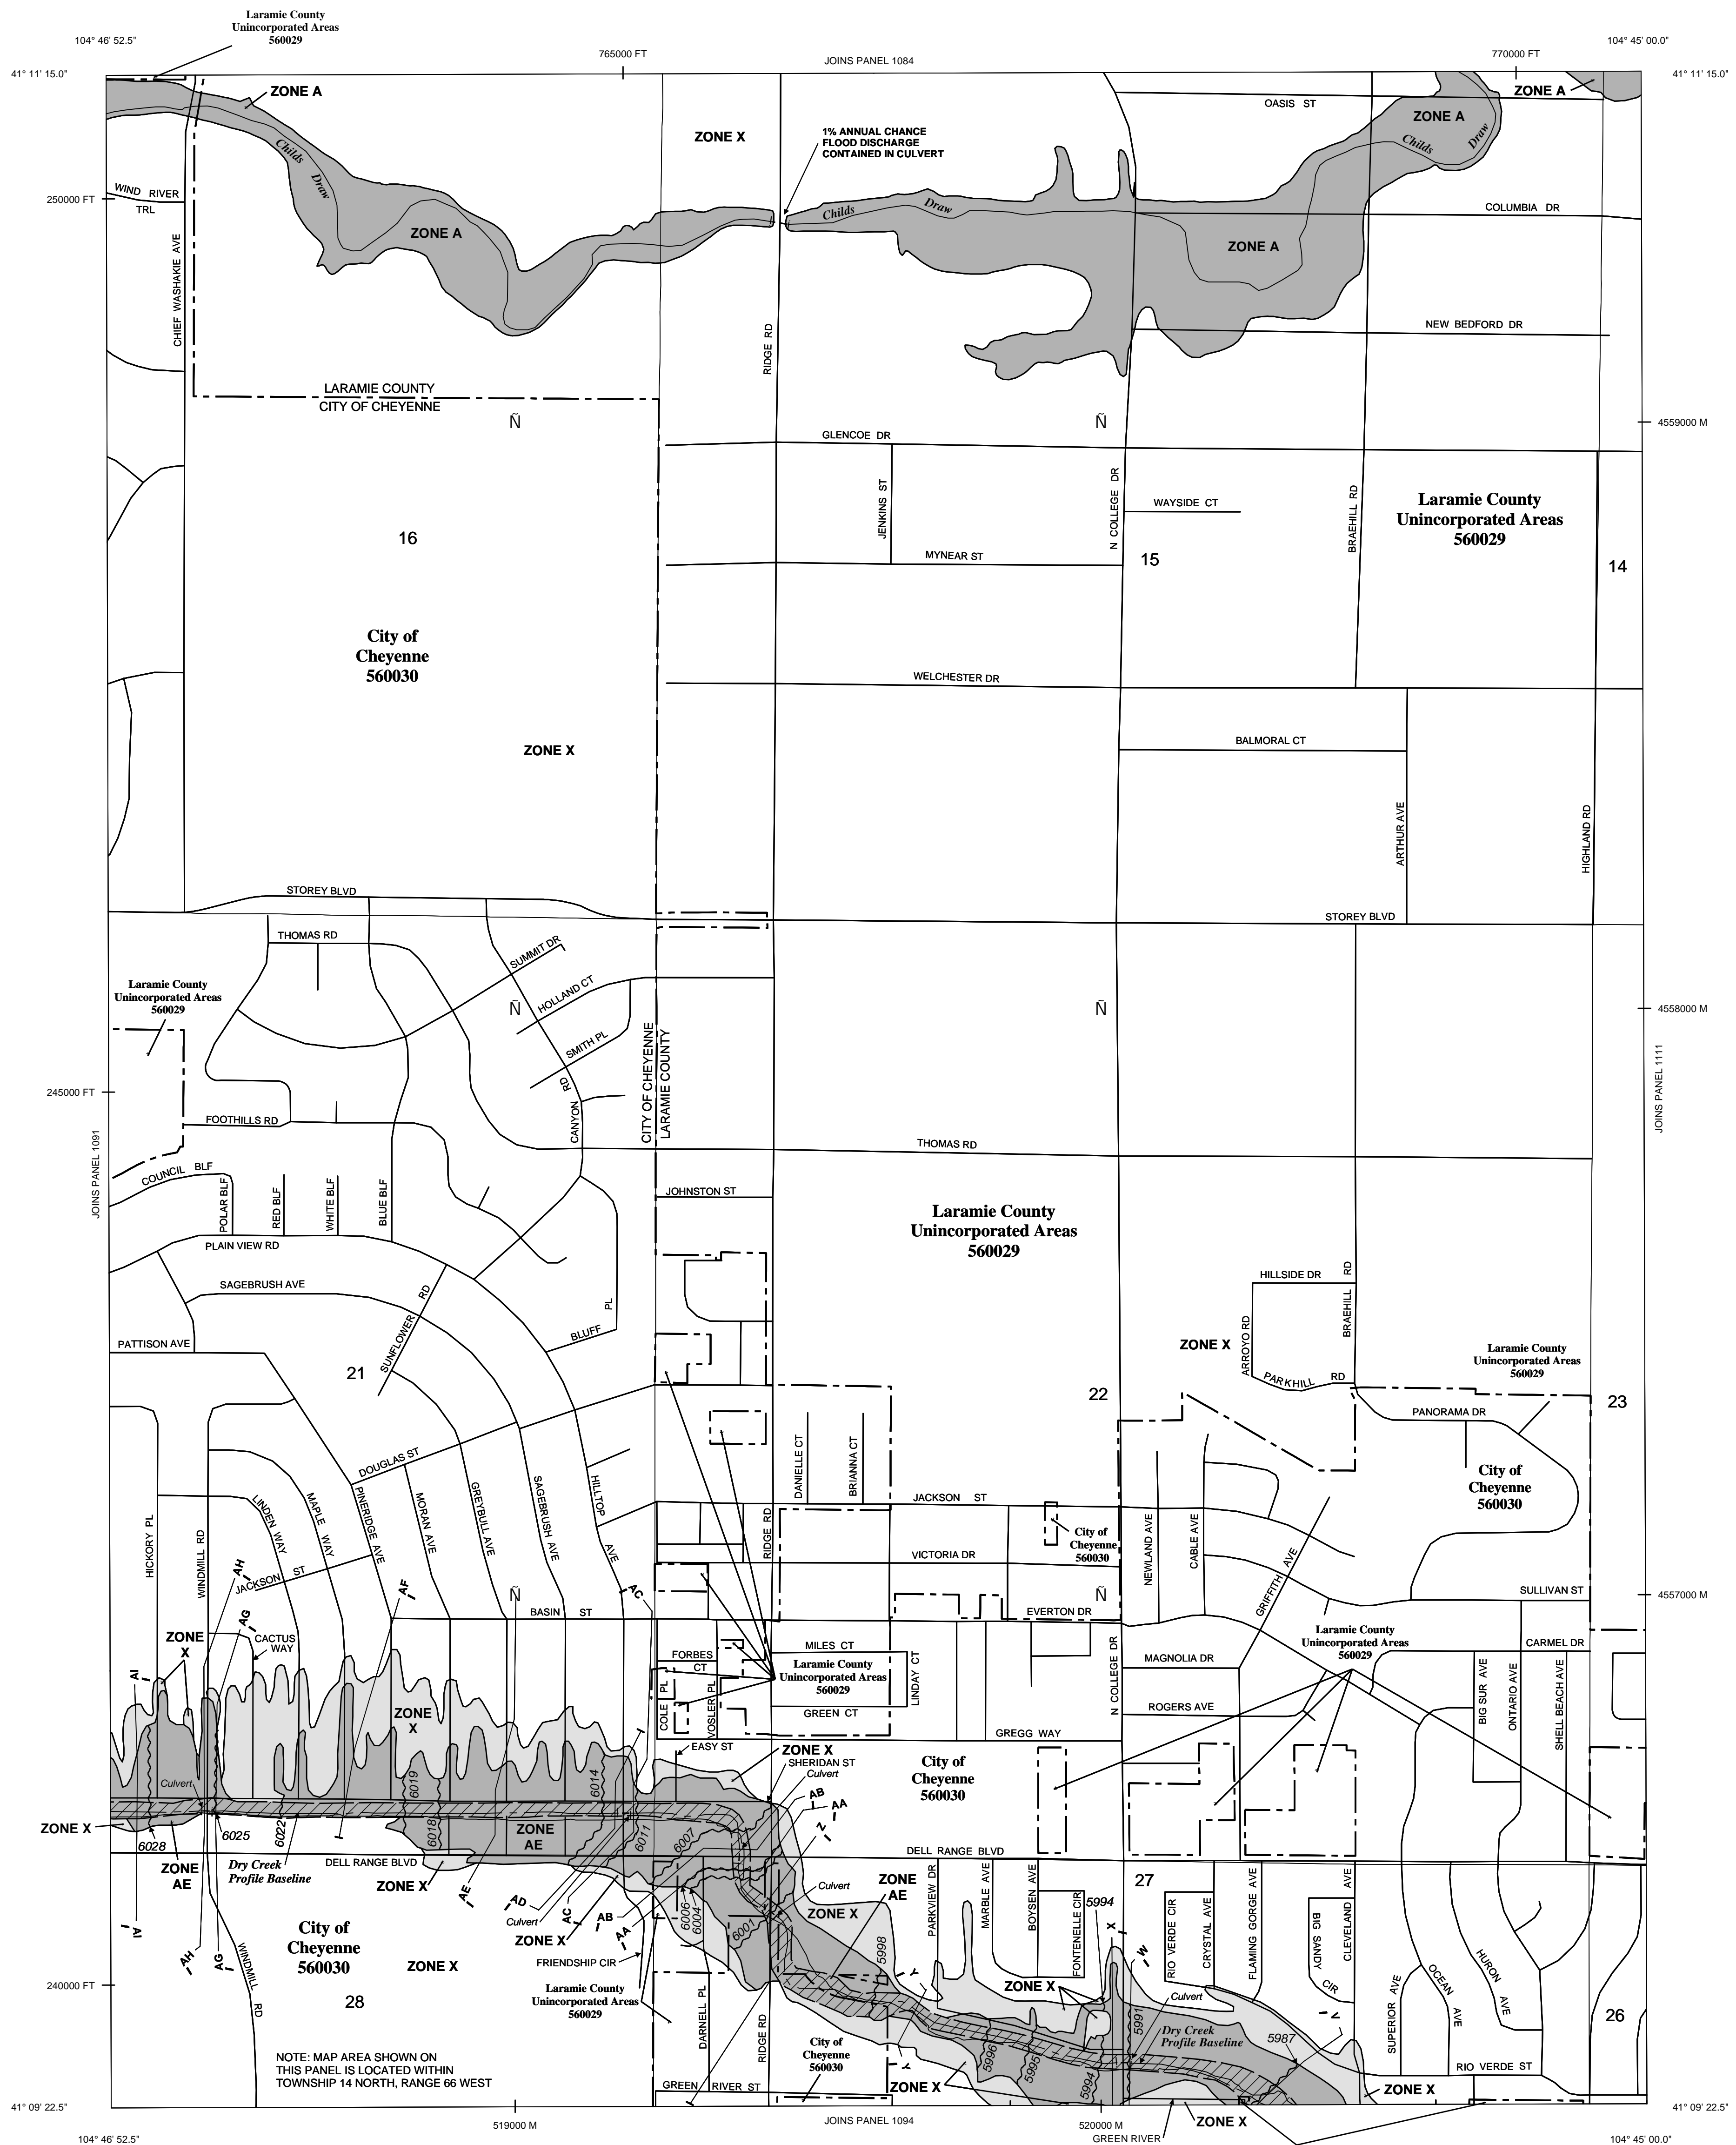 Laramie County
Unincorporated Areas
560029
104° 46' 52.5"
765000 FT
JOINS PANEL 1084
770000 FT
104° 45' 00.0"
41° 11' 15.0"
41° 11' 15.0"
ZONE A
ZONE A
OASIS ST
ZONE A
ZONE X
1% ANNUAL CHANCE
FLOOD DISCHARGE
CONTAINED IN CULVERT
Childs
Draw
Childs
Draw
WIND RIVER
TRL
250000 FT
Childs
Draw
COLUMBIA DR
ZONE A
ZONE A
CHIEF WASHAKIE AVE
RIDGE RD
NEW BEDFORD DR
LARAMIE COUNTY
CITY OF CHEYENNE
Ñ
Ñ
4559000 M
GLENCOE DR
JENKINS ST
N COLLEGE DR
WAYSIDE CT
BRAEHILL RD
Laramie County
Unincorporated Areas
560029
16
MYNEAR ST
15
14
City of
Cheyenne
560030
WELCHESTER DR
ZONE X
BALMORAL CT
ARTHUR AVE
HIGHLAND RD
STOREY BLVD
STOREY BLVD
THOMAS RD
SUMMIT DR
HOLLAND CT
SMITH PL
CANYON
RD
Laramie County
Unincorporated Areas
560029
Ñ
Ñ
4558000 M
CITY OF CHEYENNE
LARAMIE COUNTY
JOINS PANEL 1111
245000 FT
FOOTHILLS RD
THOMAS RD
JOINS PANEL 1091
COUNCIL BLF
POLAR BLF
RED BLF
WHITE BLF
BLUE BLF
JOHNSTON ST
Laramie County
Unincorporated Areas
560029
PLAIN VIEW RD
SAGEBRUSH AVE
SUNFLOWER RD
BLUFF PL
HILLSIDE DR
ARROYO RD
BRAEHILL RD
PATTISON AVE
ZONE X
Laramie County
Unincorporated Areas
560029
21
PARKHILL RD
22
23
PANORAMA DR
DOUGLAS ST
DANIELLE CT
BRIANNA CT
City of
Cheyenne
560030
HICKORY PL
WINDMILL RD
LINDEN WAY
MAPLE WAY
PINERIDGE AVE
MORAN AVE
GREYBULL AVE
SAGEBRUSH AVE
HILLTOP AVE
JACKSON ST
RIDGE RD
City of
Cheyenne
560030
NEWLAND AVE
CABLE AVE
VICTORIA DR
AH
JACKSON ST
AF
AC
GRIFFITH AVE
SULLIVAN ST
Ñ
Ñ
4557000 M
AG
BASIN ST
EVERTON DR
CACTUS
WAY
ZONE
X
AI
FORBES
CT
MILES CT
Laramie County
Unincorporated Areas
560029
LINDAY CT
N COLLEGE DR
MAGNOLIA DR
Laramie County
Unincorporated Areas
560029
CARMEL DR
COLE PL
VOSLER PL
GREEN CT
ROGERS AVE
BIG SUR AVE
ONTARIO AVE
SHELL BEACH AVE
ZONE
X
GREGG WAY
EASY ST
ZONE X
SHERIDAN ST
Culvert
City of
Cheyenne
560030
Culvert
6019
6014
AB
AA
Z
ZONE X
6028
6025
6022
6018
ZONE
AE
6011
6007
ZONE
AE
Dry Creek
Profile Baseline
DELL RANGE BLVD
DELL RANGE BLVD
ZONE X
AE
AD
Culvert
AC
AB
AA
6006
6004
6001
Culvert
ZONE X
ZONE
AE
27
PARKVIEW DR
MARBLE AVE
BOYSEN AVE
FONTENELLE CIR
5994
X
W
RIO VERDE CIR
CRYSTAL AVE
FLAMING GORGE AVE
BIG SANDY
CIR
CLEVELAND AVE
HURON AVE
OCEAN AVE
SUPERIOR AVE
AI
AH
AG
WINDMILL RD
City of
Cheyenne
560030
ZONE X
ZONE X
FRIENDSHIP CIR
5998
Y
ZONE X
240000 FT
28
Laramie County
Unincorporated Areas
560029
DARNELL PL
RIDGE RD
City of
Cheyenne
560030
Y
5996
5995
5994
5991
Culvert
Dry Creek
Profile Baseline
5987
V
26
NOTE: MAP AREA SHOWN ON
THIS PANEL IS LOCATED WITHIN
TOWNSHIP 14 NORTH, RANGE 66 WEST
GREEN RIVER ST
ZONE X
RIO VERDE ST
ZONE X
41° 09' 22.5"
519000 M
JOINS PANEL 1094
520000 M
ZONE X
41° 09' 22.5"
104° 46' 52.5"
GREEN RIVER
104° 45' 00.0"